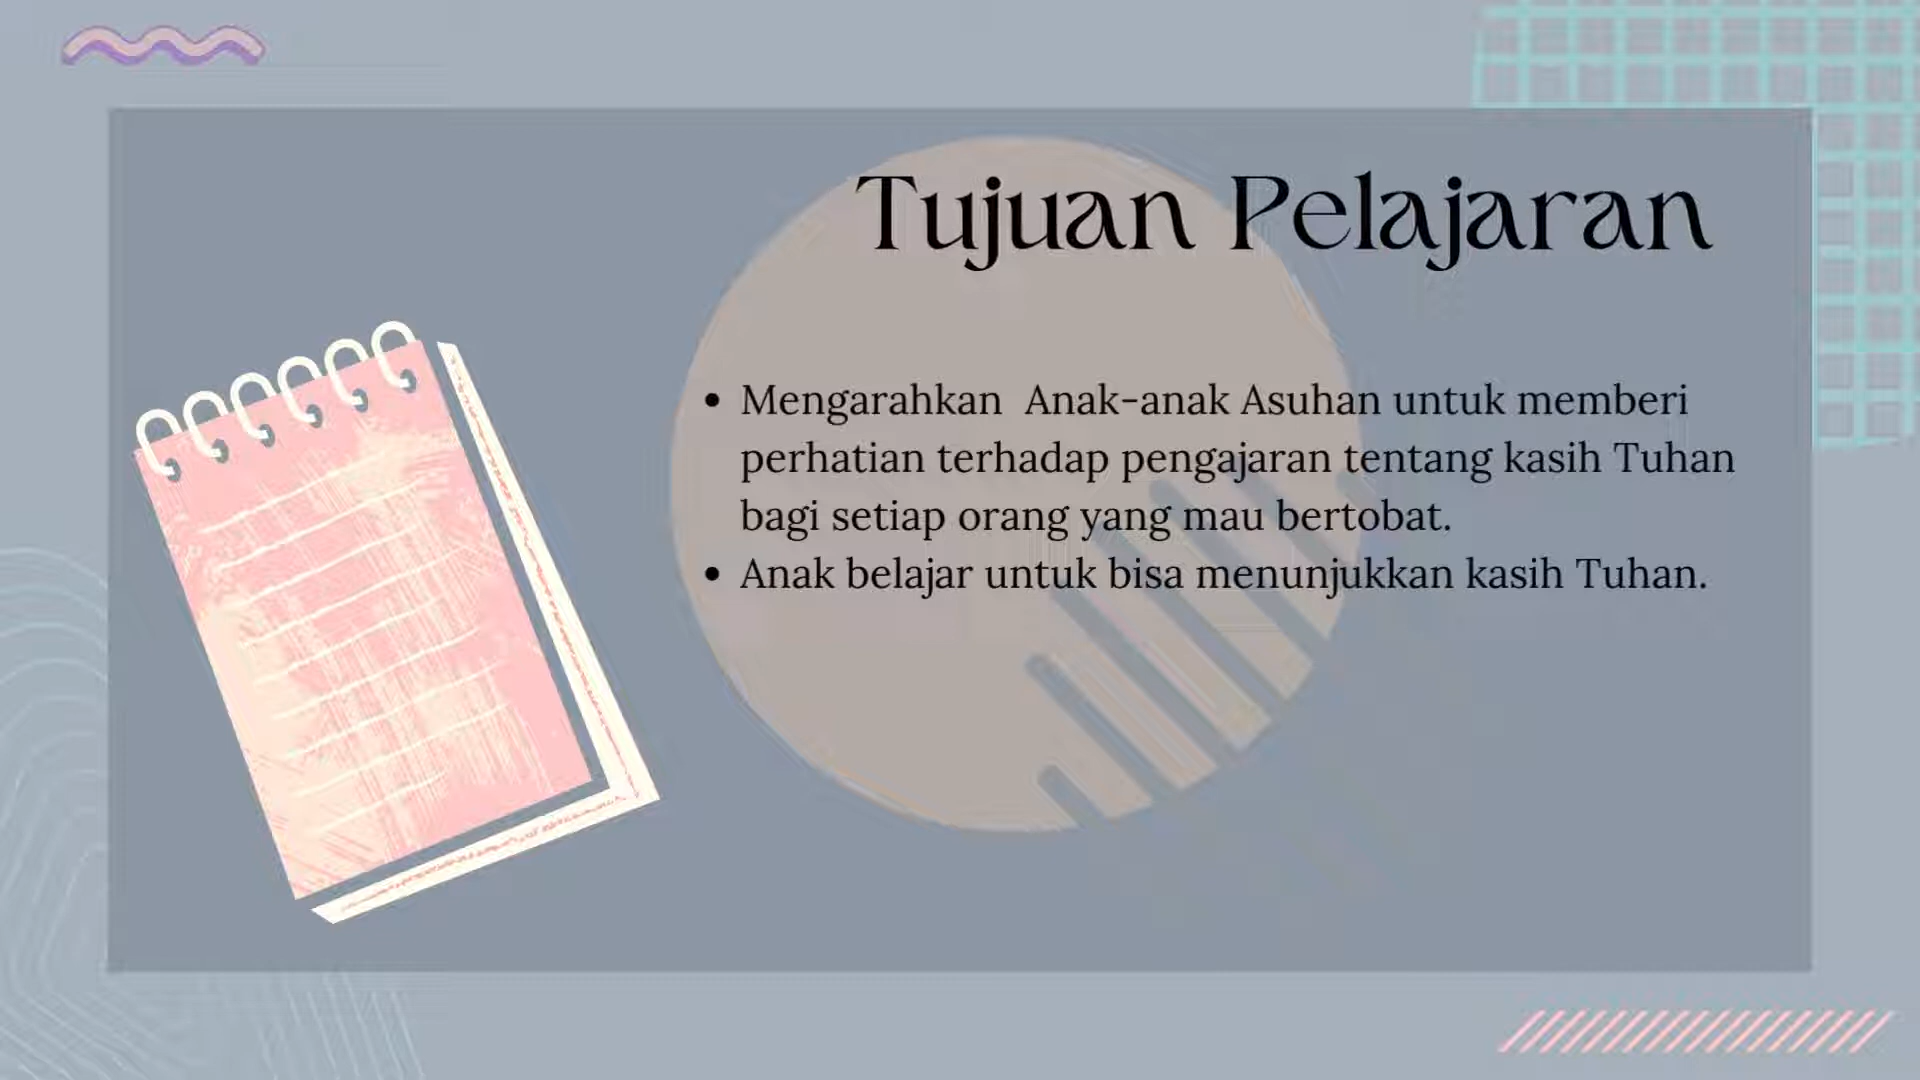 Tujuan Pelajaran
• Mengarahkan  Anak-anak Asuhan untuk memberi
perhatian terhadap pengajaran tentang kasih Tuhan
bagi setiap orang yang mau bertobat.
• Anak belajar untuk bisa menunjukkan kasih Tuhan.